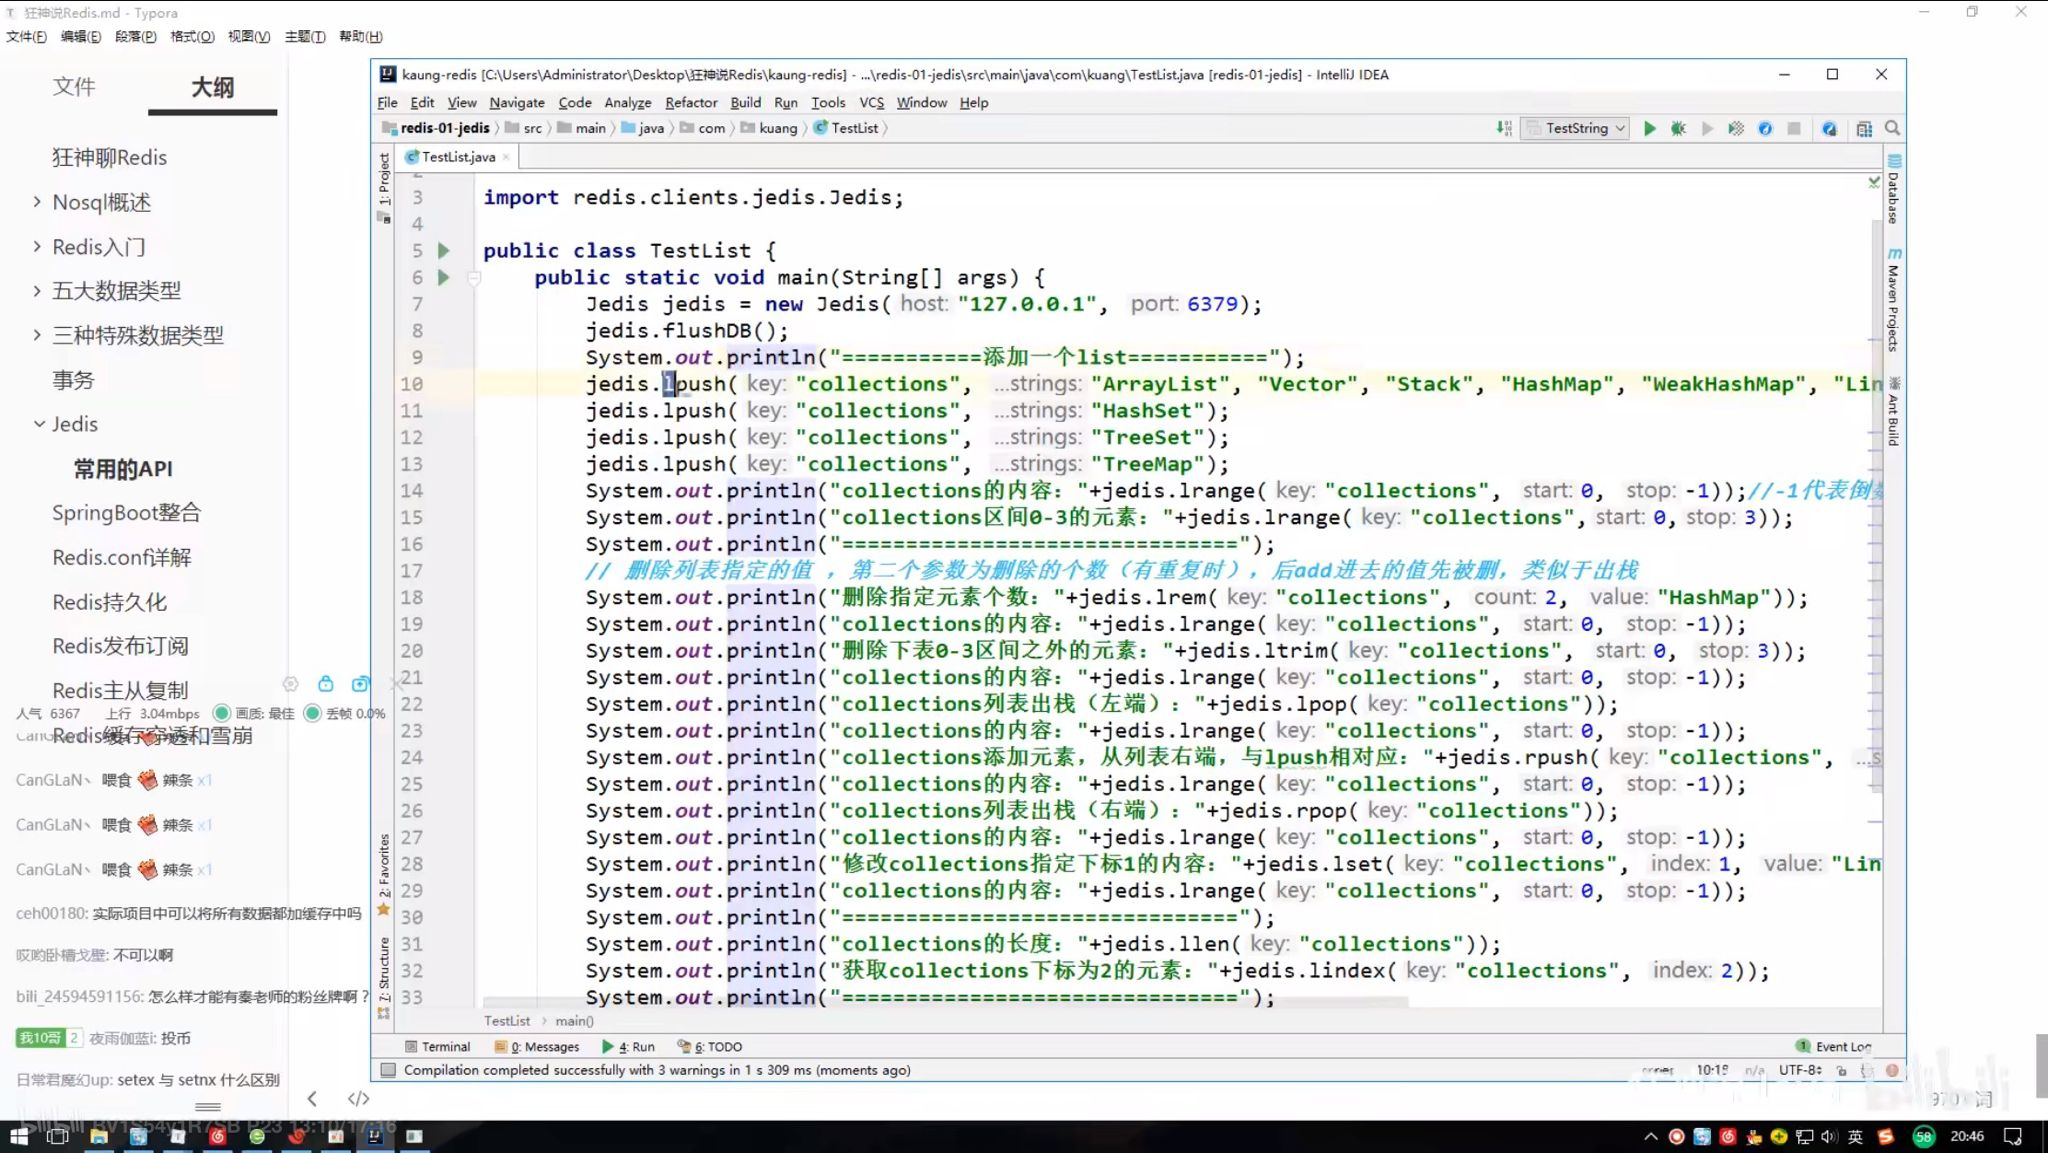 狂神说Redis.md - Typora
文件(F) 编辑(E) 段落(P) 格式(O) 视图(V) 主题(T) 帮助(H)
文件 大纲
狂神聊Redis
Nosql概述
Redis入门
五大数据类型
三种特殊数据类型
事务
Jedis
常用的API
SpringBoot整合
Redis.conf详解
Redis持久化
Redis发布订阅
Redis主从复制
人气 6367 上行 3.04mbps 画质: 最佳 丢帧 0.0%
Redis缓存穿透和雪崩
CanGLaN丶 喂食 辣条 x1
CanGLaN丶 喂食 辣条 x1
CanGLaN丶 喂食 辣条 x1
ceh00180: 实际项目中可以将所有数据都加缓存中吗
哎哟卧槽戈壁: 不可以啊
bili_24594591156: 怎么样才能有秦老师的粉丝牌啊？
我10哥 2 夜雨伽蓝i: 投币
日常君魔幻up: setex 与 setnx 什么区别
kaung-redis [C:\Users\Administrator\Desktop\狂神说Redis\kaung-redis] - ...\redis-01-jedis\src\main\java\com\kuang\TestList.java [redis-01-jedis] - IntelliJ IDEA
File Edit View Navigate Code Analyze Refactor Build Run Tools VCS Window Help
redis-01-jedis src main java com kuang TestList TestString
TestList.java
1: Project
2: Favorites
7: Structure
3 import redis.clients.jedis.Jedis;
4
5 public class TestList {
6 public static void main(String[] args) {
7 Jedis jedis = new Jedis( host: "127.0.0.1", port: 6379);
8 jedis.flushDB();
9 System.out.println("===========添加一个list===========");
10 jedis.lpush( key: "collections", ...strings: "ArrayList", "Vector", "Stack", "HashMap", "WeakHashMap", "Lin
11 jedis.lpush( key: "collections", ...strings: "HashSet");
12 jedis.lpush( key: "collections", ...strings: "TreeSet");
13 jedis.lpush( key: "collections", ...strings: "TreeMap");
14 System.out.println("collections的内容："+jedis.lrange( key: "collections", start: 0, stop: -1));//-1代表倒数
15 System.out.println("collections区间0-3的元素："+jedis.lrange( key: "collections", start: 0, stop: 3));
16 System.out.println("===============================");
17 // 删除列表指定的值 ，第二个参数为删除的个数（有重复时），后add进去的值先被删，类似于出栈
18 System.out.println("删除指定元素个数："+jedis.lrem( key: "collections", count: 2, value: "HashMap"));
19 System.out.println("collections的内容："+jedis.lrange( key: "collections", start: 0, stop: -1));
20 System.out.println("删除下表0-3区间之外的元素："+jedis.ltrim( key: "collections", start: 0, stop: 3));
21 System.out.println("collections的内容："+jedis.lrange( key: "collections", start: 0, stop: -1));
22 System.out.println("collections列表出栈（左端）："+jedis.lpop( key: "collections"));
23 System.out.println("collections的内容："+jedis.lrange( key: "collections", start: 0, stop: -1));
24 System.out.println("collections添加元素，从列表右端，与lpush相对应："+jedis.rpush( key: "collections", ...s
25 System.out.println("collections的内容："+jedis.lrange( key: "collections", start: 0, stop: -1));
26 System.out.println("collections列表出栈（右端）："+jedis.rpop( key: "collections"));
27 System.out.println("collections的内容："+jedis.lrange( key: "collections", start: 0, stop: -1));
28 System.out.println("修改collections指定下标1的内容："+jedis.lset( key: "collections", index: 1, value: "Lin
29 System.out.println("collections的内容："+jedis.lrange( key: "collections", start: 0, stop: -1));
30 System.out.println("===============================");
31 System.out.println("collections的长度："+jedis.llen( key: "collections"));
32 System.out.println("获取collections下标为2的元素："+jedis.lindex( key: "collections", index: 2));
33 System.out.println("===============================");
Database
Maven Projects
Ant Build
TestList main()
Terminal 0: Messages 4: Run 6: TODO Event Log
Compilation completed successfully with 3 warnings in 1 s 309 ms (moments ago) 10:18 n/a UTF-8
BV1S54y1R7SB P23 13:10/17:16
英 58 20:46